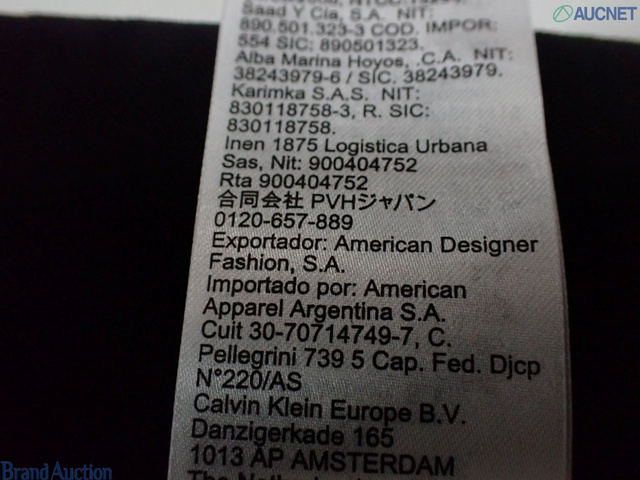 AUCNET
Saad Y Cia, S.A. NIT:
890.501.323-3 COD. IMPOR:
554 SIC: 890501323.
Alba Marina Hoyos, .C.A. NIT:
38243979-6 / SIC. 38243979.
Karimka S.A.S. NIT:
830118758-3, R. SIC:
830118758.
Inen 1875 Logistica Urbana
Sas, Nit: 900404752
Rta 900404752
合同会社 PVHジャパン
0120-657-889
Exportador: American Designer
Fashion, S.A.
Importado por: American
Apparel Argentina S.A.
Cuit 30-70714749-7, C.
Pellegrini 739 5 Cap. Fed. Djcp
N°220/AS
Calvin Klein Europe B.V.
Danzigerkade 165
1013 AP AMSTERDAM
The Netherlands
Brand Auction